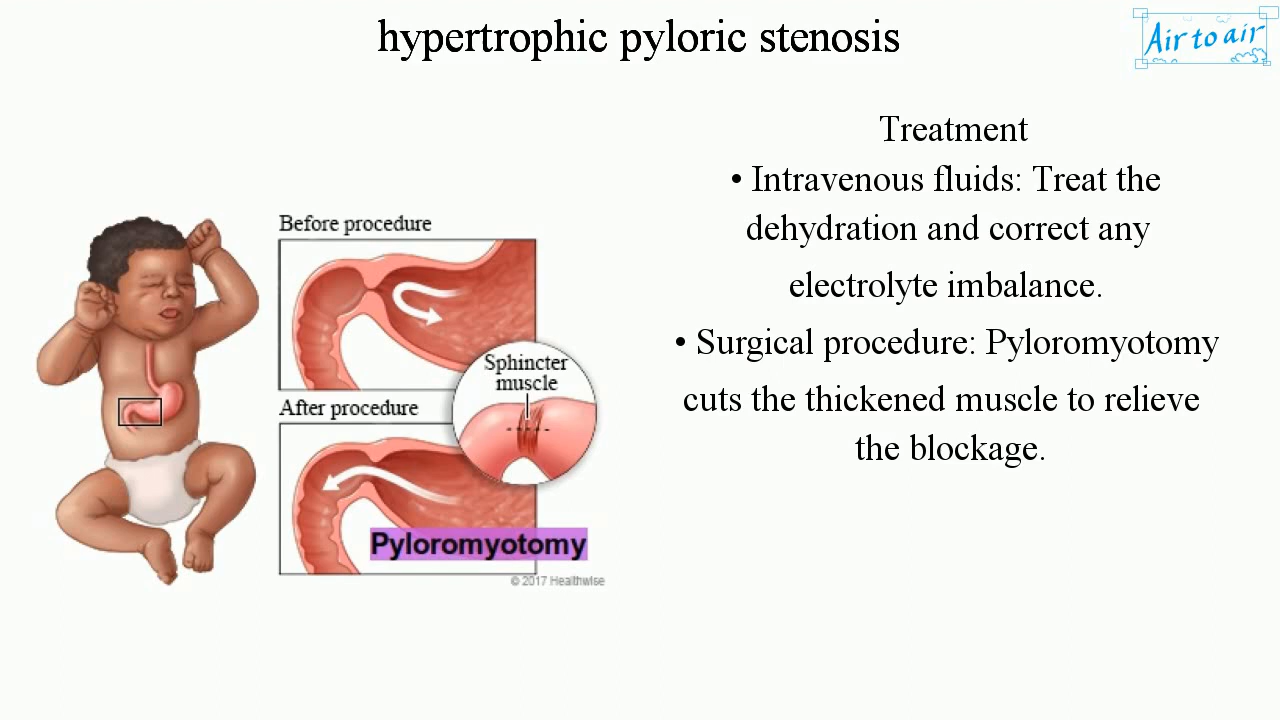 hypertrophic pyloric stenosis
Air to air
Treatment
• Intravenous fluids: Treat the
dehydration and correct any
electrolyte imbalance.
• Surgical procedure: Pyloromyotomy
cuts the thickened muscle to relieve
the blockage.
Before procedure
Sphincter
muscle
After procedure
Pyloromyotomy
© 2017 Healthwise